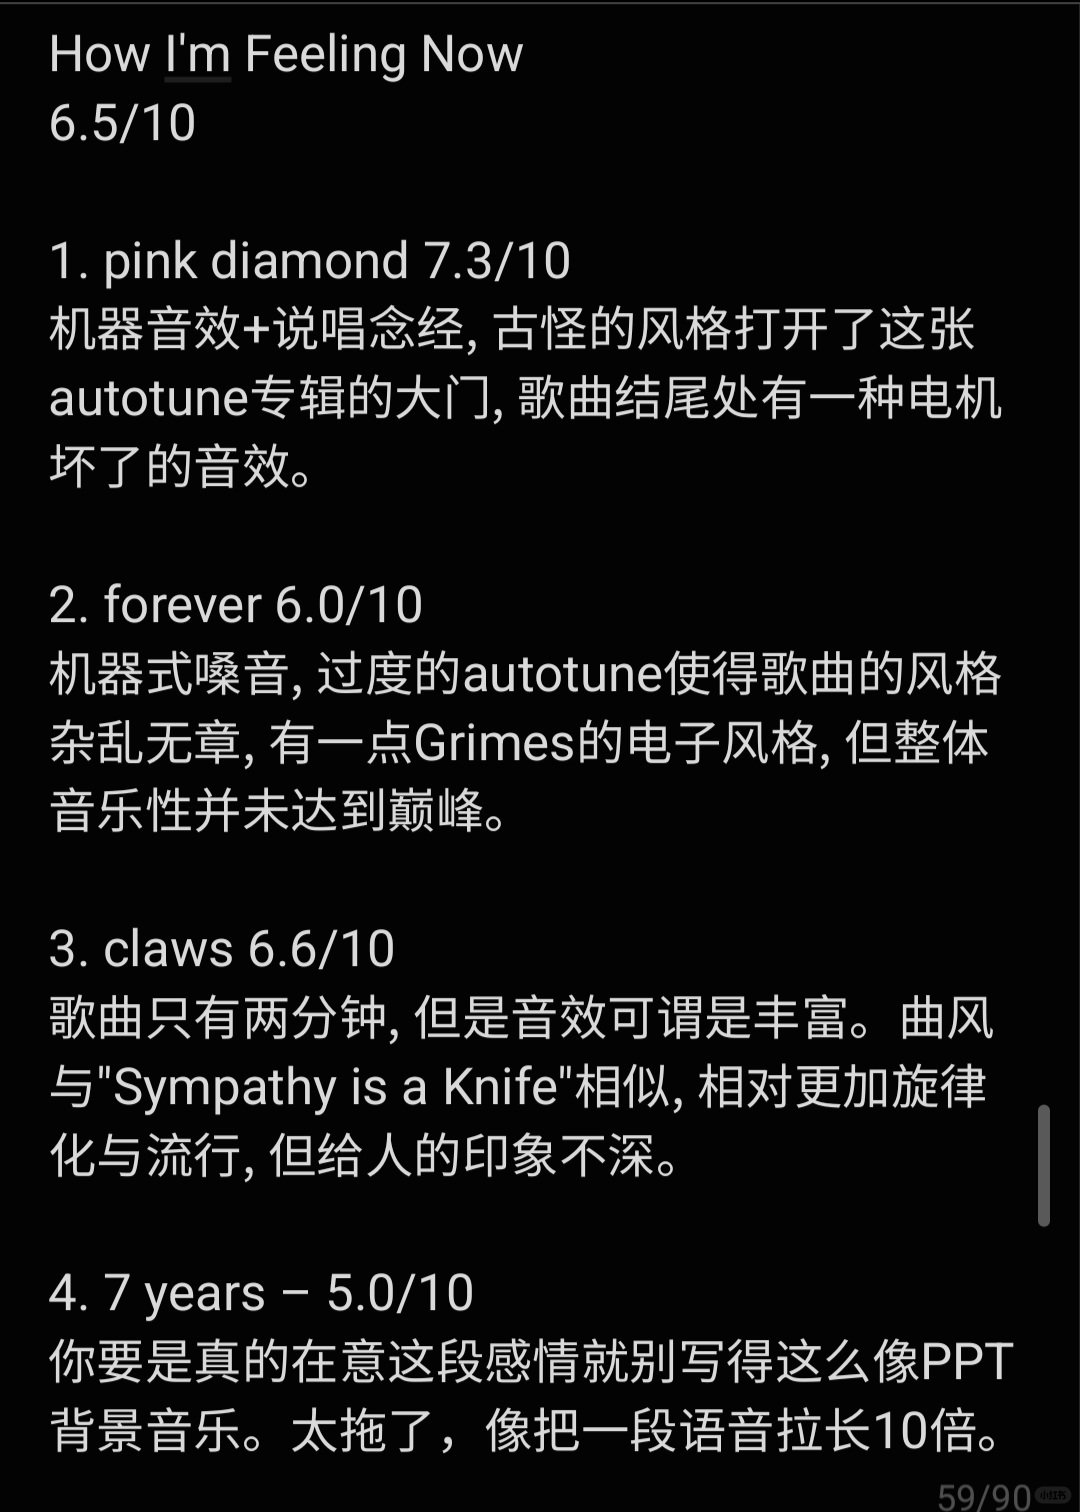 How I'm Feeling Now
6.5/10
1. pink diamond 7.3/10
机器音效+说唱念经, 古怪的风格打开了这张
autotune专辑的大门, 歌曲结尾处有一种电机
坏了的音效。
2. forever 6.0/10
机器式嗓音, 过度的autotune使得歌曲的风格
杂乱无章, 有一点Grimes的电子风格, 但整体
音乐性并未达到巅峰。
3. claws 6.6/10
歌曲只有两分钟, 但是音效可谓是丰富。曲风
与"Sympathy is a Knife"相似, 相对更加旋律
化与流行, 但给人的印象不深。
4. 7 years – 5.0/10
你要是真的在意这段感情就别写得这么像PPT
背景音乐。太拖了，像把一段语音拉长10倍。
59/90
小红书